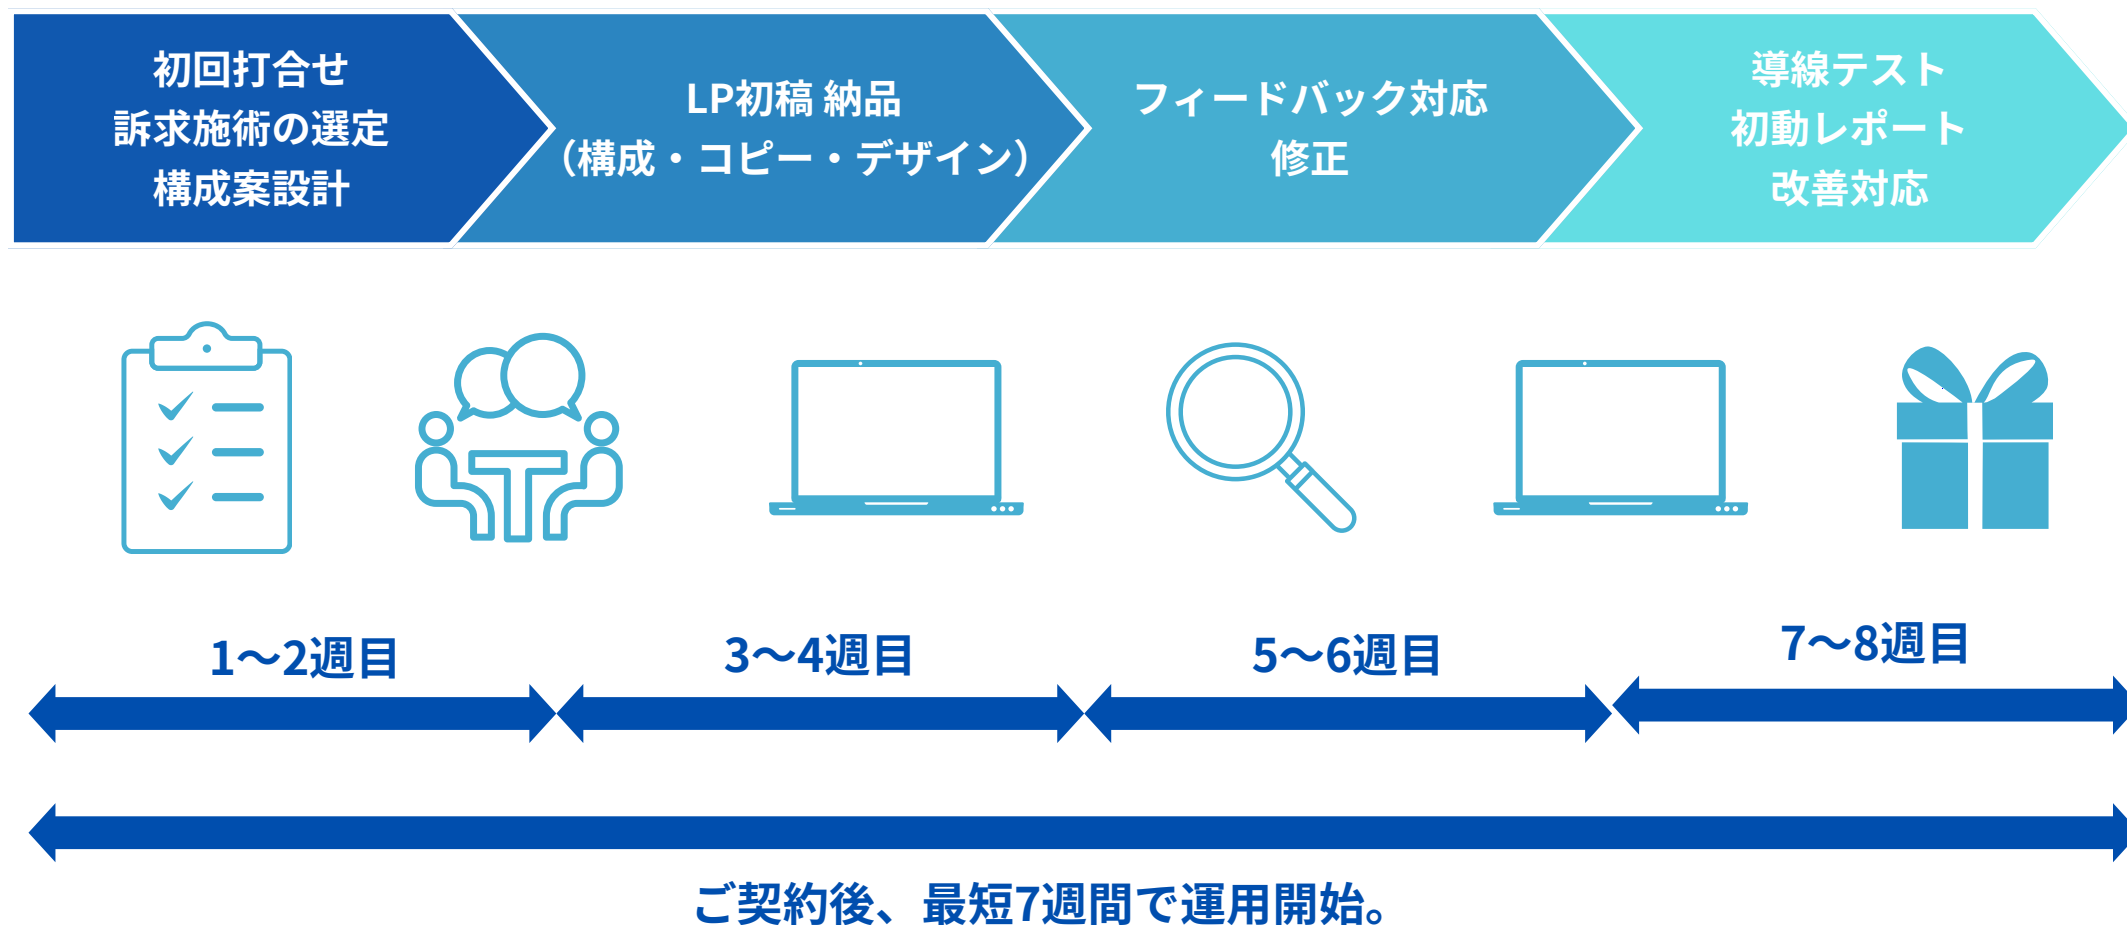 初回打合せ
訴求施術の選定
構成案設計
LP初稿 納品
（構成・コピー・デザイン）
フィードバック対応
修正
導線テスト
初動レポート
改善対応
1〜2週目
3〜4週目
5〜6週目
7〜8週目
ご契約後、最短7週間で運用開始。